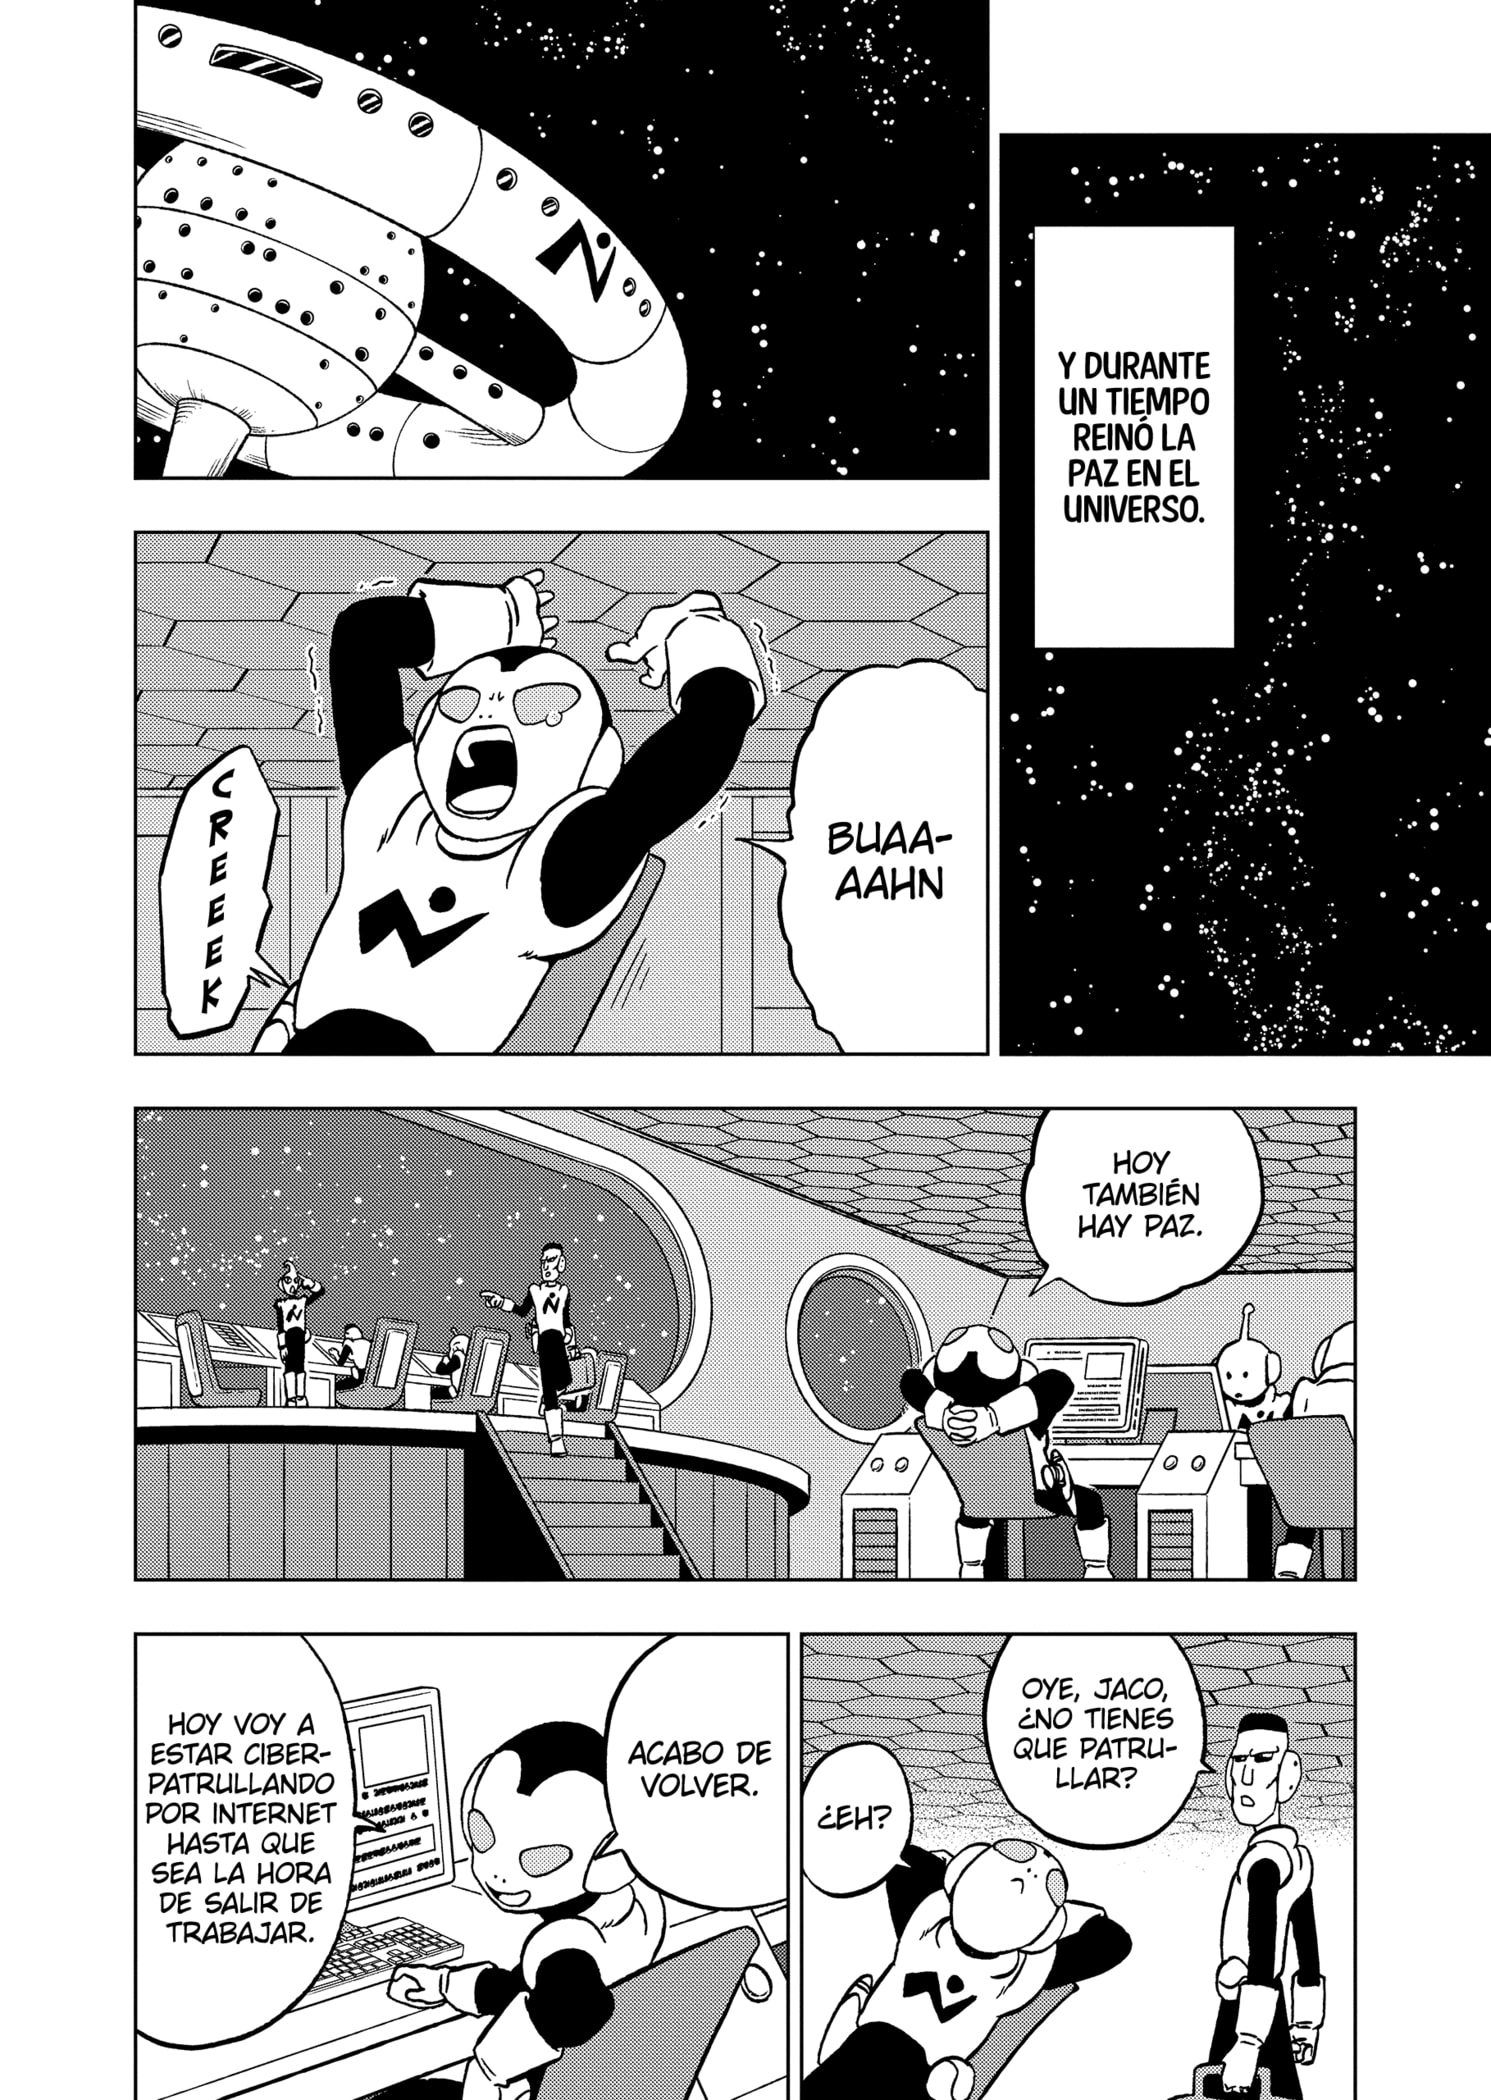 Y DURANTE
UN TIEMPO
REINÓ LA
PAZ EN EL
UNIVERSO.
BUAA-
AAHN
CREEEK
HOY
TAMBIÉN
HAY PAZ.
OYE, JACO,
¿NO TIENES
QUE PATRU-
LLAR?
¿EH?
ACABO DE
VOLVER.
HOY VOY A
ESTAR CIBER-
PATRULLANDO
POR INTERNET
HASTA QUE
SEA LA HORA
DE SALIR DE
TRABAJAR.